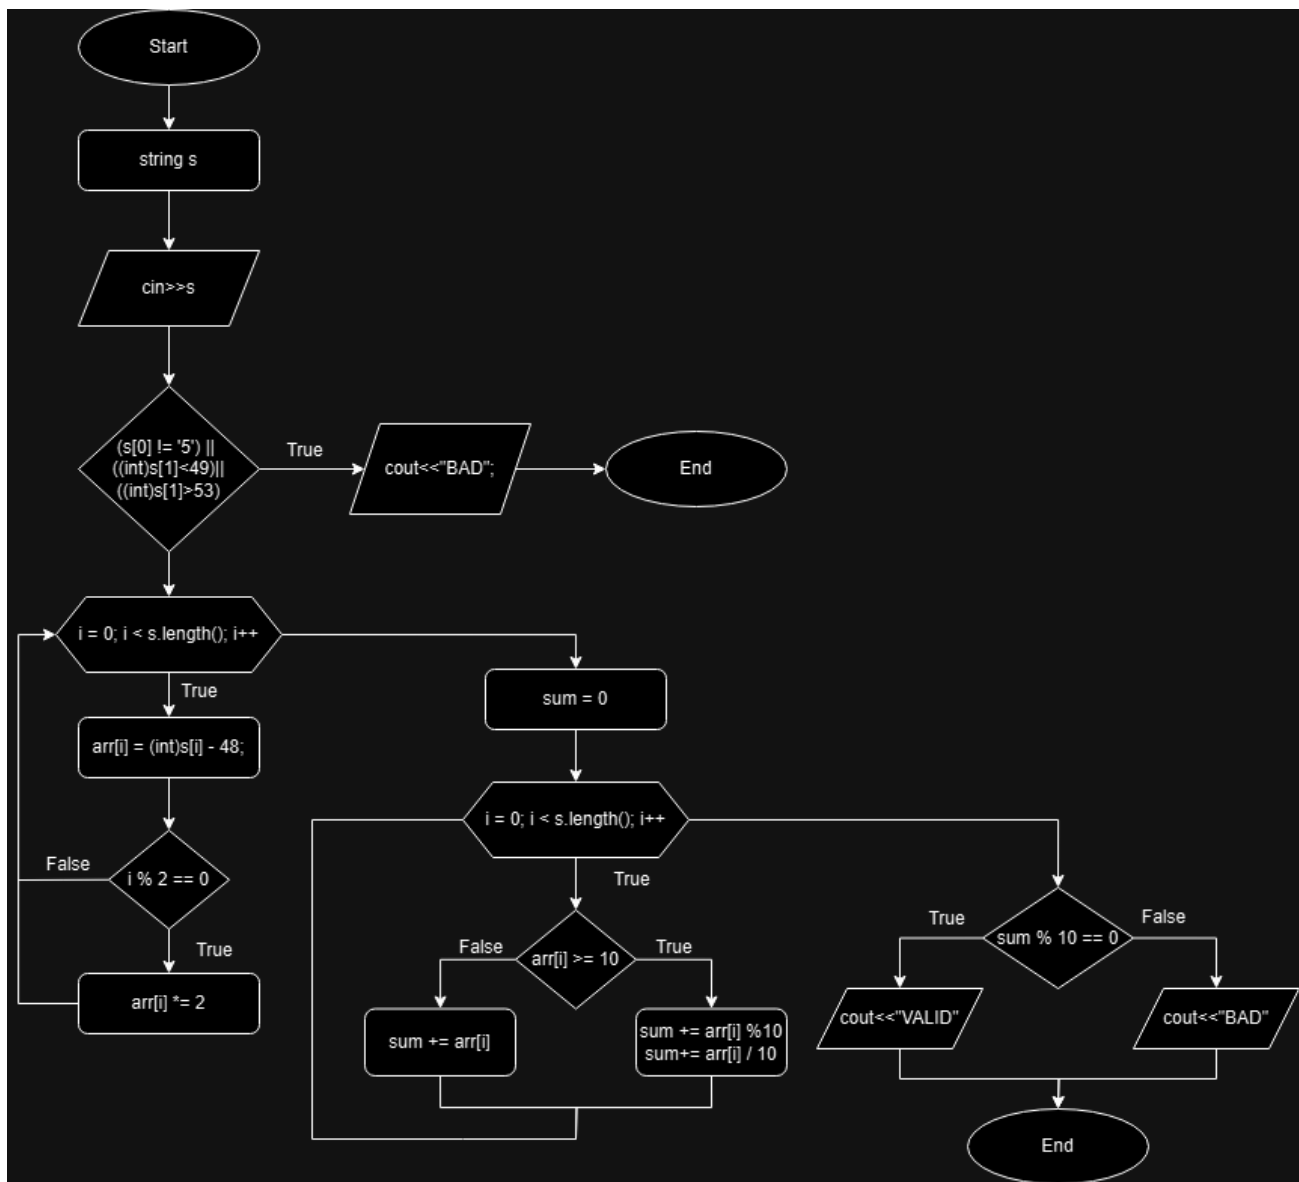 Start
string s
cin>>s
(s[0] != '5') ||
((int)s[1]<49)||
((int)s[1]>53)
True
cout<<"BAD";
End
i = 0; i < s.length(); i++
True
arr[i] = (int)s[i] - 48;
False
i % 2 == 0
True
arr[i] *= 2
sum = 0
i = 0; i < s.length(); i++
True
False
arr[i] >= 10
True
sum += arr[i]
sum += arr[i] %10
sum+= arr[i] / 10
True
sum % 10 == 0
False
cout<<"VALID"
cout<<"BAD"
End